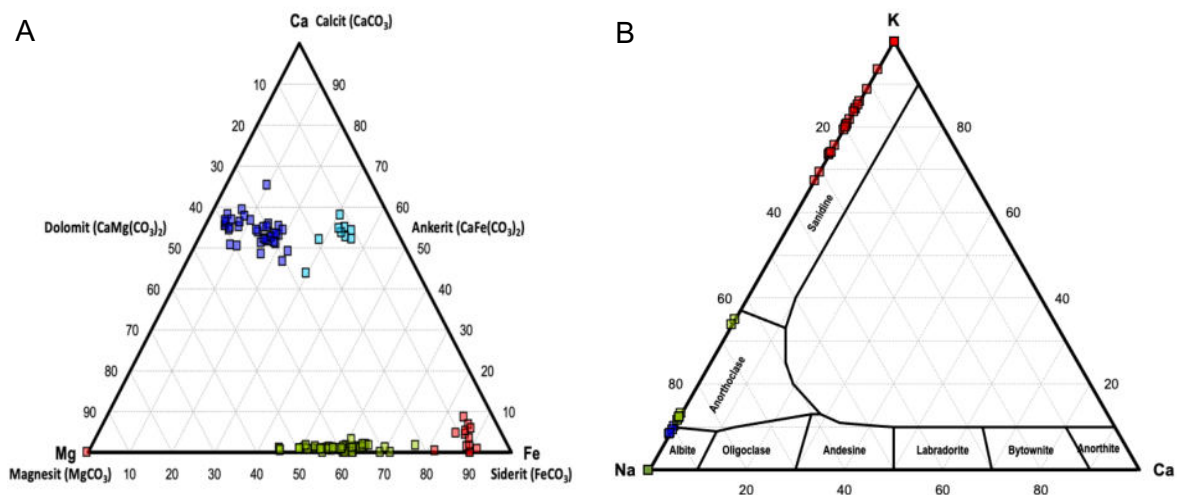 A
Ca Calcit (CaCO3)
10 90
20 80
30 70
40 60
Dolomit (CaMg(CO3)2) Ankerit (CaFe(CO3)2)
50 50
60 40
70 30
80 20
90 10
Mg Fe
Magnesit (MgCO3) 10 20 30 40 50 60 70 80 90 Siderit (FeCO3)
B
K
20 80
Sanidine
40 60
60 40
Anorthoclase
80 20
Albite Oligoclase Andesine Labradorite Bytownite Anorthite
Na Ca
20 40 60 80